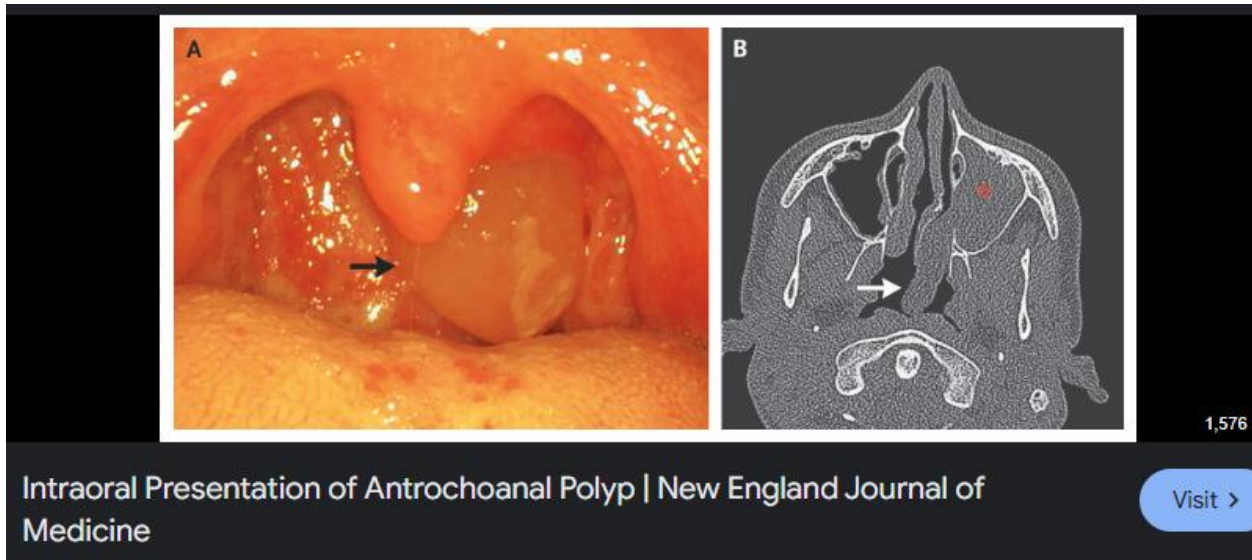 A
B
1,576
Intraoral Presentation of Antrochoanal Polyp | New England Journal of
Medicine
Visit >